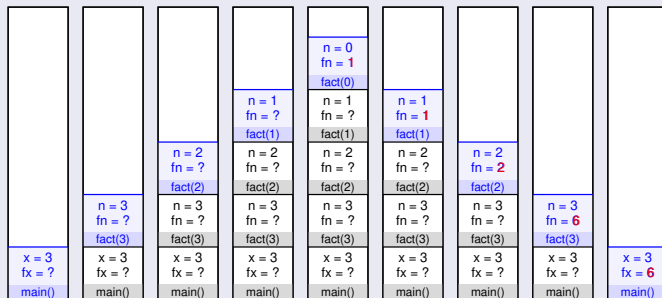 x = 3
fx = ?
main()
n = 3
fn = ?
fact(3)
x = 3
fx = ?
main()
n = 2
fn = ?
fact(2)
n = 3
fn = ?
fact(3)
x = 3
fx = ?
main()
n = 1
fn = ?
fact(1)
n = 2
fn = ?
fact(2)
n = 3
fn = ?
fact(3)
x = 3
fx = ?
main()
n = 0
fn = 1
fact(0)
n = 1
fn = ?
fact(1)
n = 2
fn = ?
fact(2)
n = 3
fn = ?
fact(3)
x = 3
fx = ?
main()
n = 1
fn = 1
fact(1)
n = 2
fn = ?
fact(2)
n = 3
fn = ?
fact(3)
x = 3
fx = ?
main()
n = 2
fn = 2
fact(2)
n = 3
fn = ?
fact(3)
x = 3
fx = ?
main()
n = 3
fn = 6
fact(3)
x = 3
fx = ?
main()
x = 3
fx = 6
main()